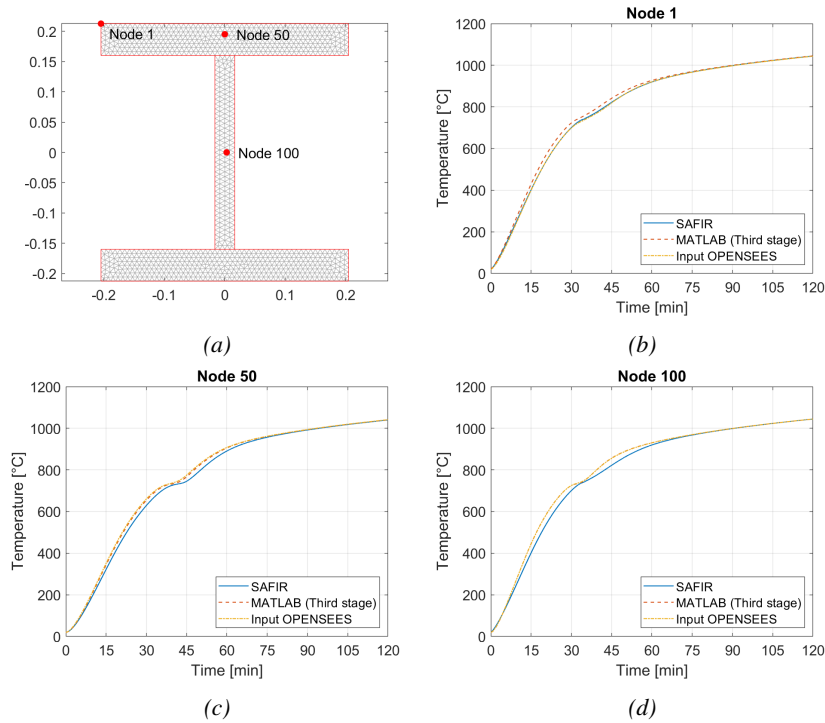 0.2
0.15
0.1
0.05
0
-0.05
-0.1
-0.15
-0.2
-0.2
-0.1
0
0.1
0.2
Node 1
Node 50
Node 100
(a)
Node 1
Temperature [°C]
1200
1000
800
600
400
200
0
0
15
30
45
60
75
90
105
120
Time [min]
SAFIR
MATLAB (Third stage)
Input OPENSEES
(b)
Node 50
Temperature [°C]
1200
1000
800
600
400
200
0
0
15
30
45
60
75
90
105
120
Time [min]
SAFIR
MATLAB (Third stage)
Input OPENSEES
(c)
Node 100
Temperature [°C]
1200
1000
800
600
400
200
0
0
15
30
45
60
75
90
105
120
Time [min]
SAFIR
MATLAB (Third stage)
Input OPENSEES
(d)